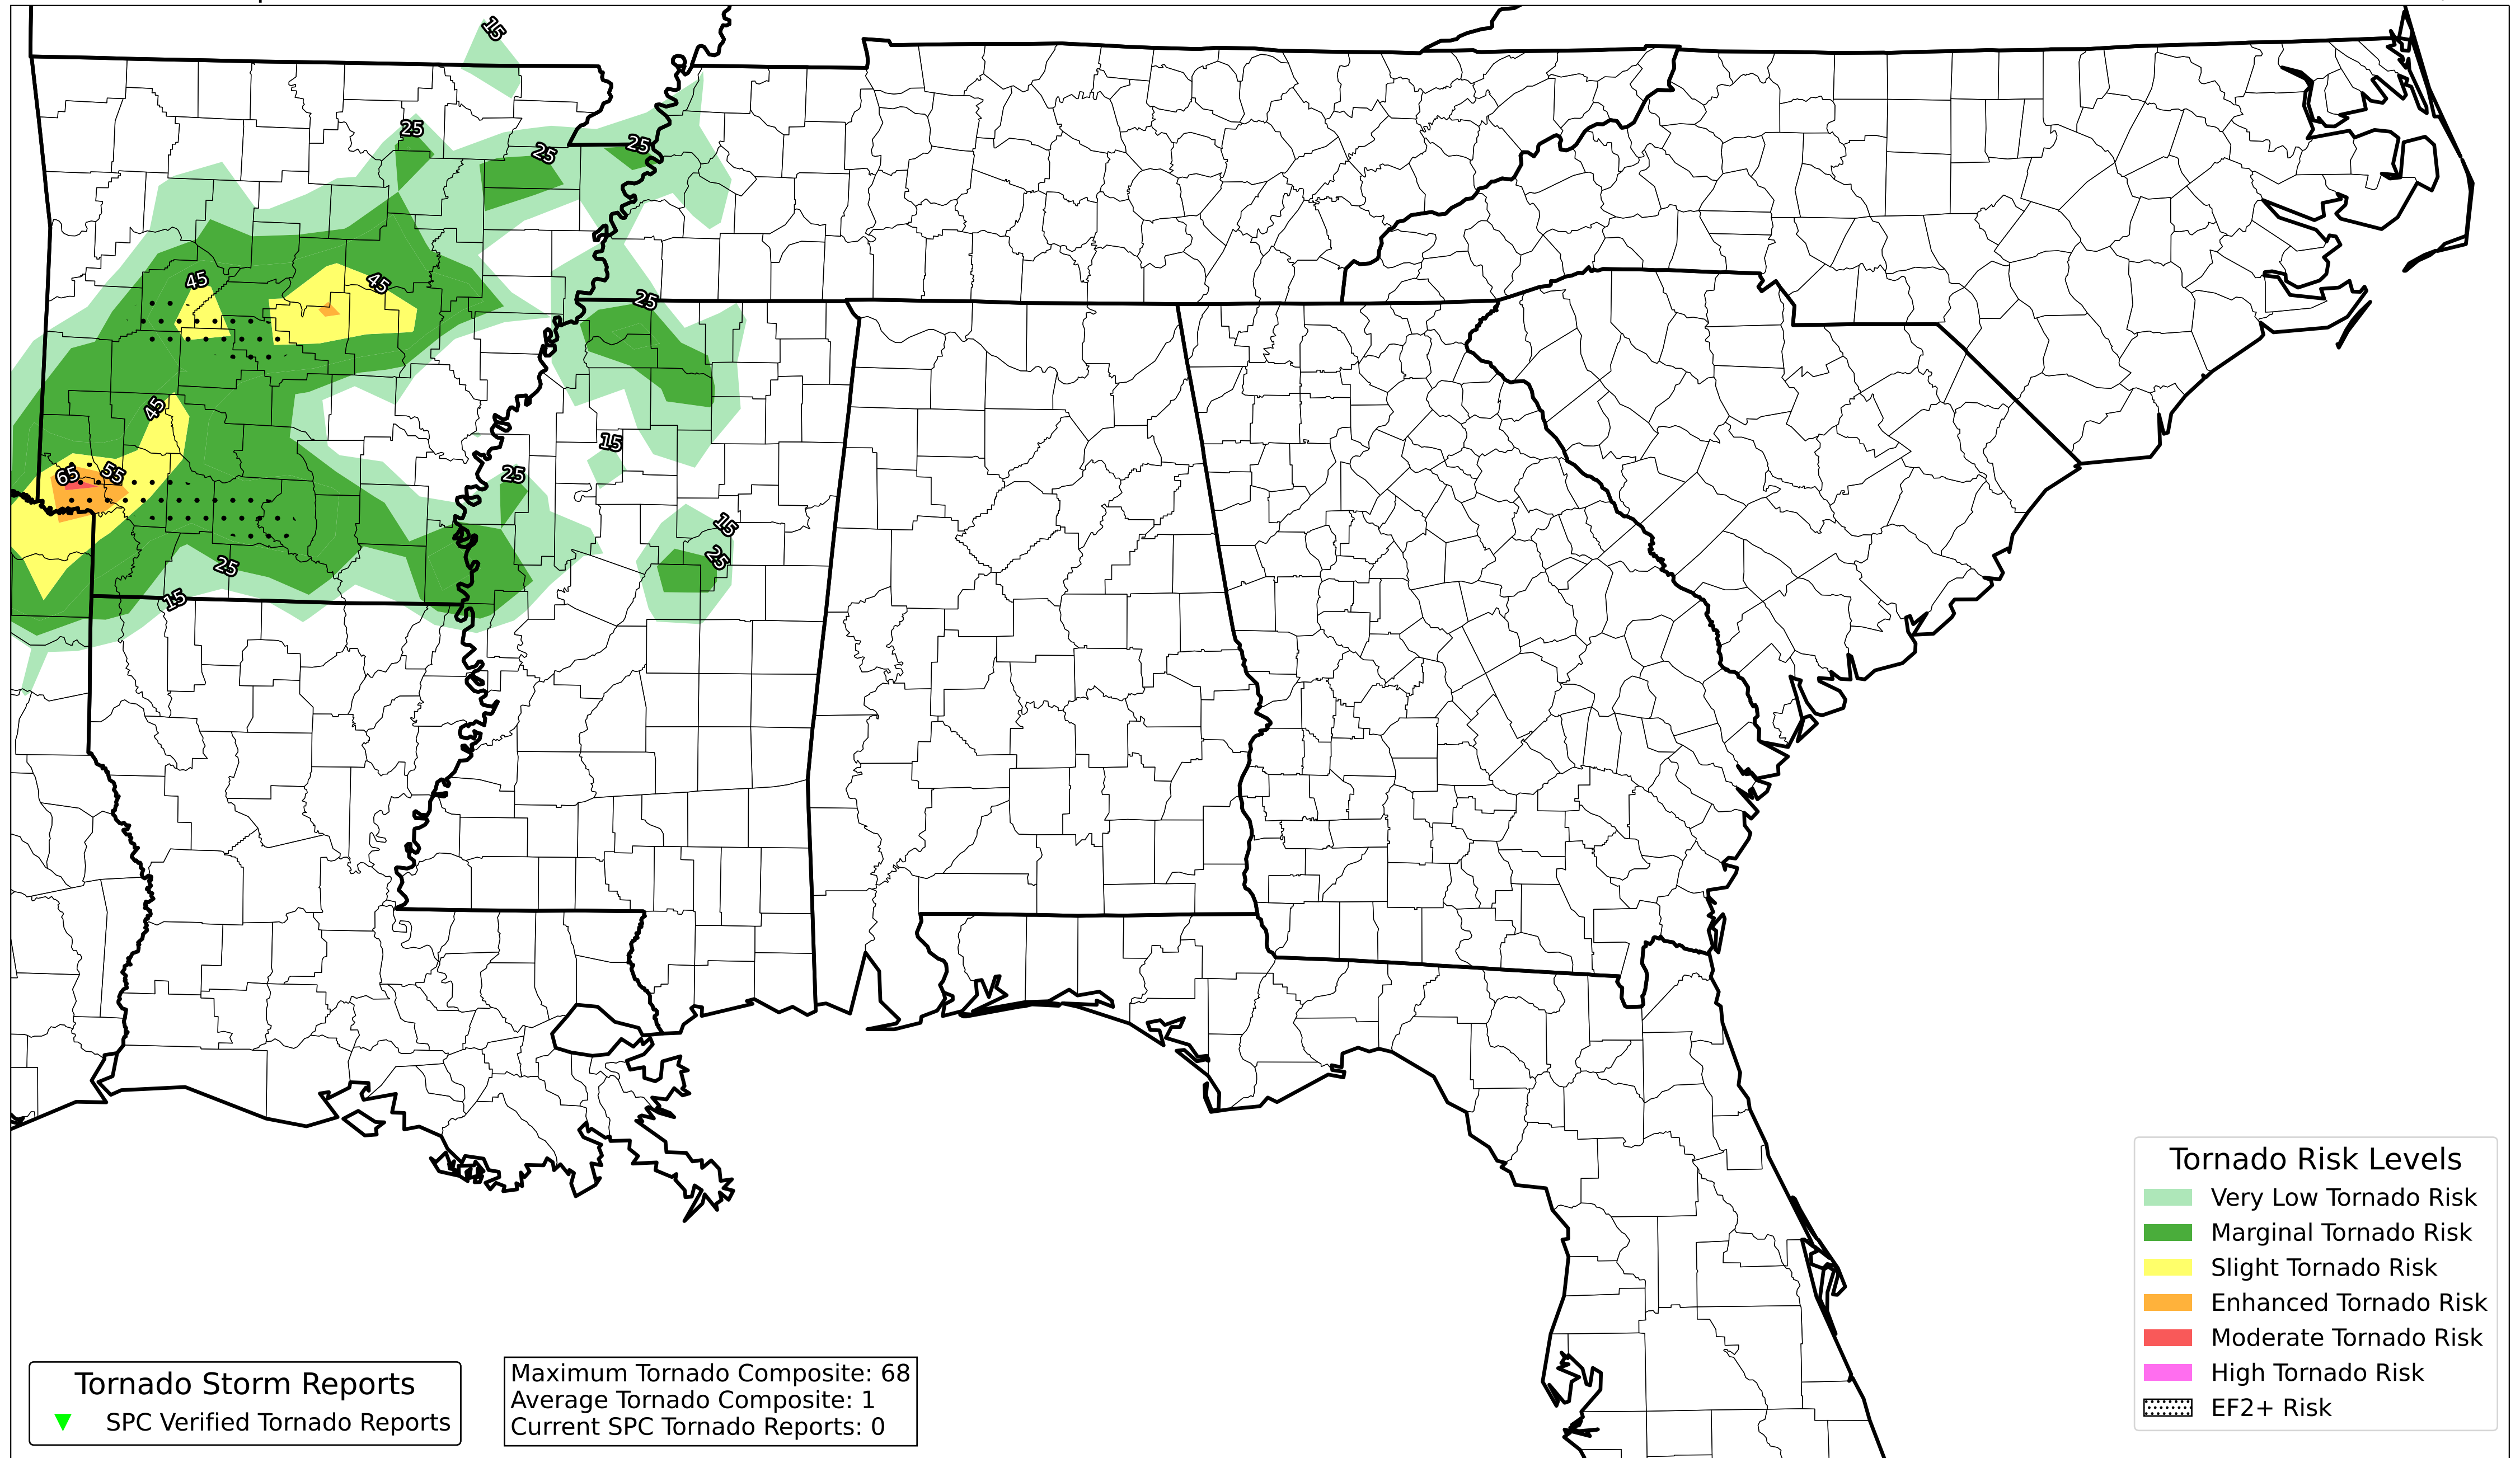 15
25
25
25
45
45
25
45
15
65
55
25
15
25
25
15
Tornado Risk Levels
Very Low Tornado Risk
Marginal Tornado Risk
Slight Tornado Risk
Enhanced Tornado Risk
Moderate Tornado Risk
High Tornado Risk
EF2+ Risk
Tornado Storm Reports
SPC Verified Tornado Reports
Maximum Tornado Composite: 68
Average Tornado Composite: 1
Current SPC Tornado Reports: 0